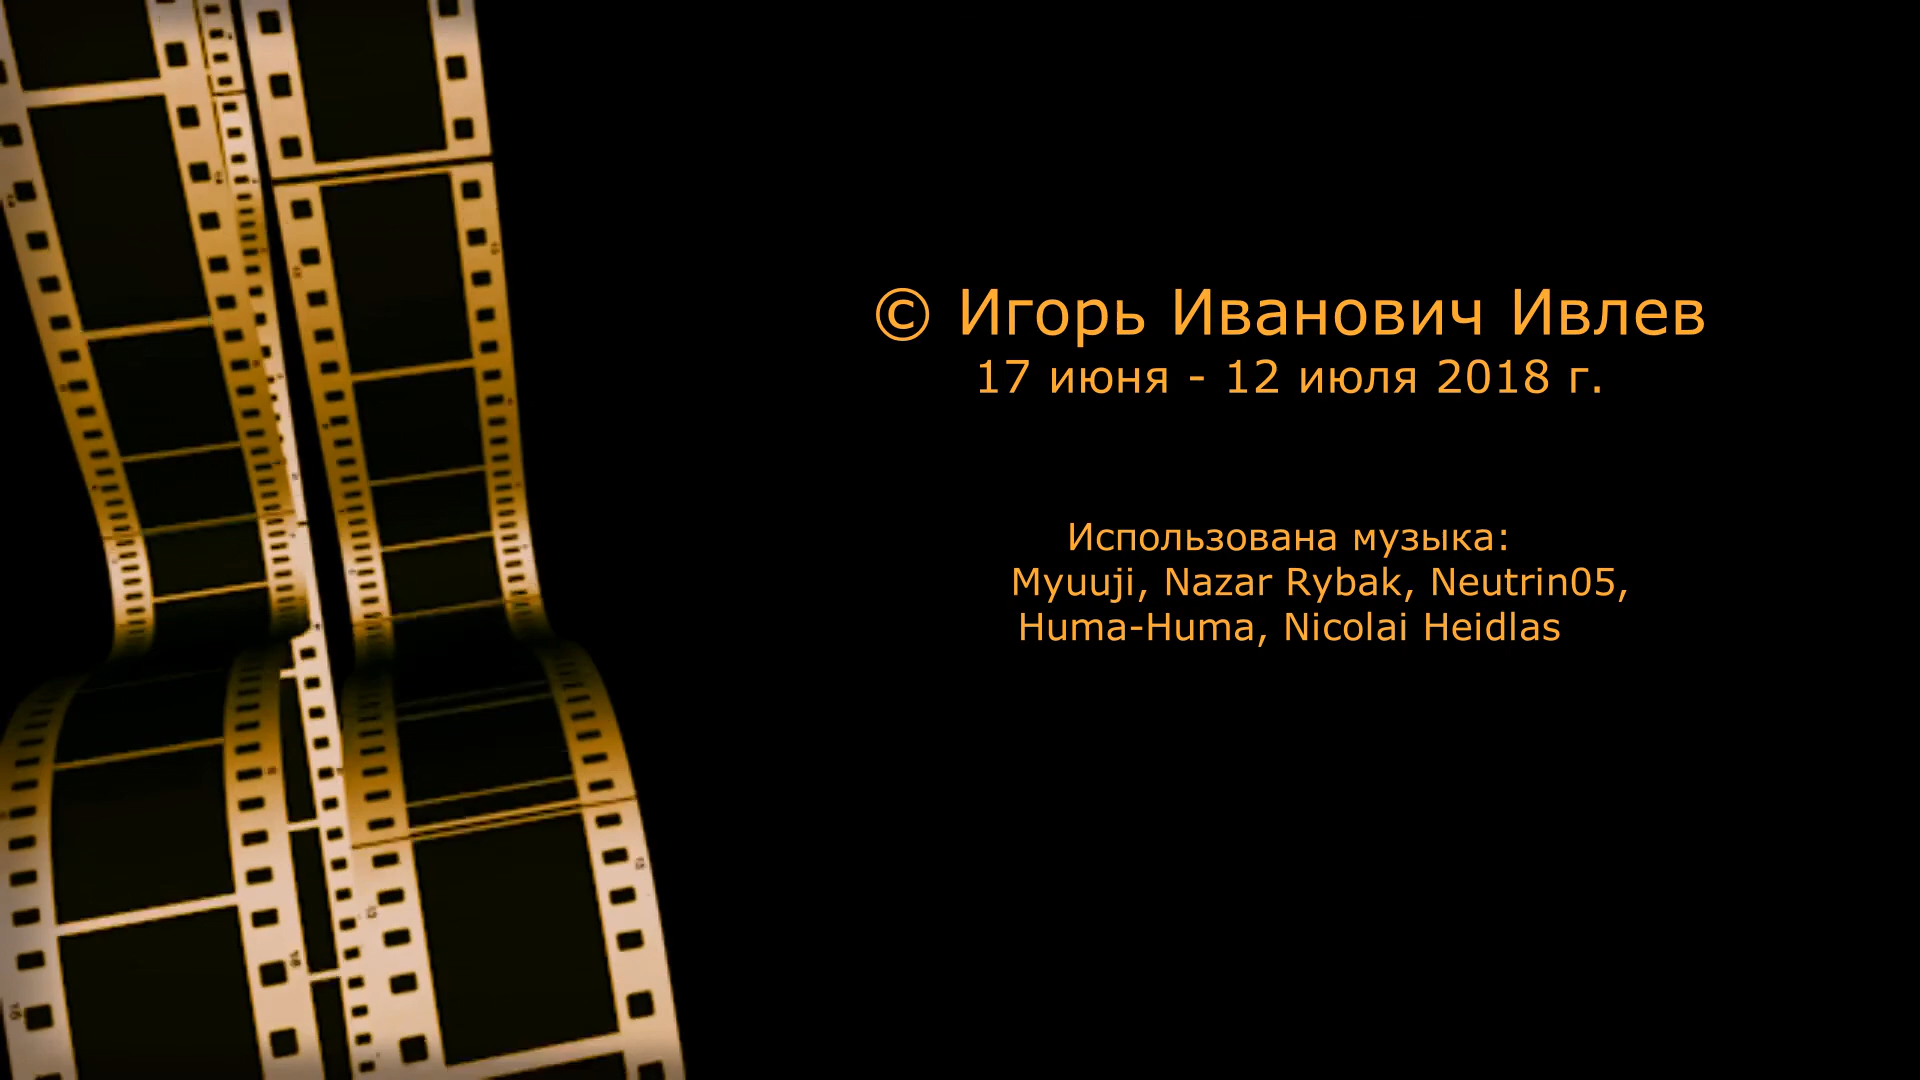 © Игорь Иванович Ивлев
17 июня - 12 июля 2018 г.
Использована музыка:
Myuuji, Nazar Rybak, Neutrin05,
Huma-Huma, Nicolai Heidlas